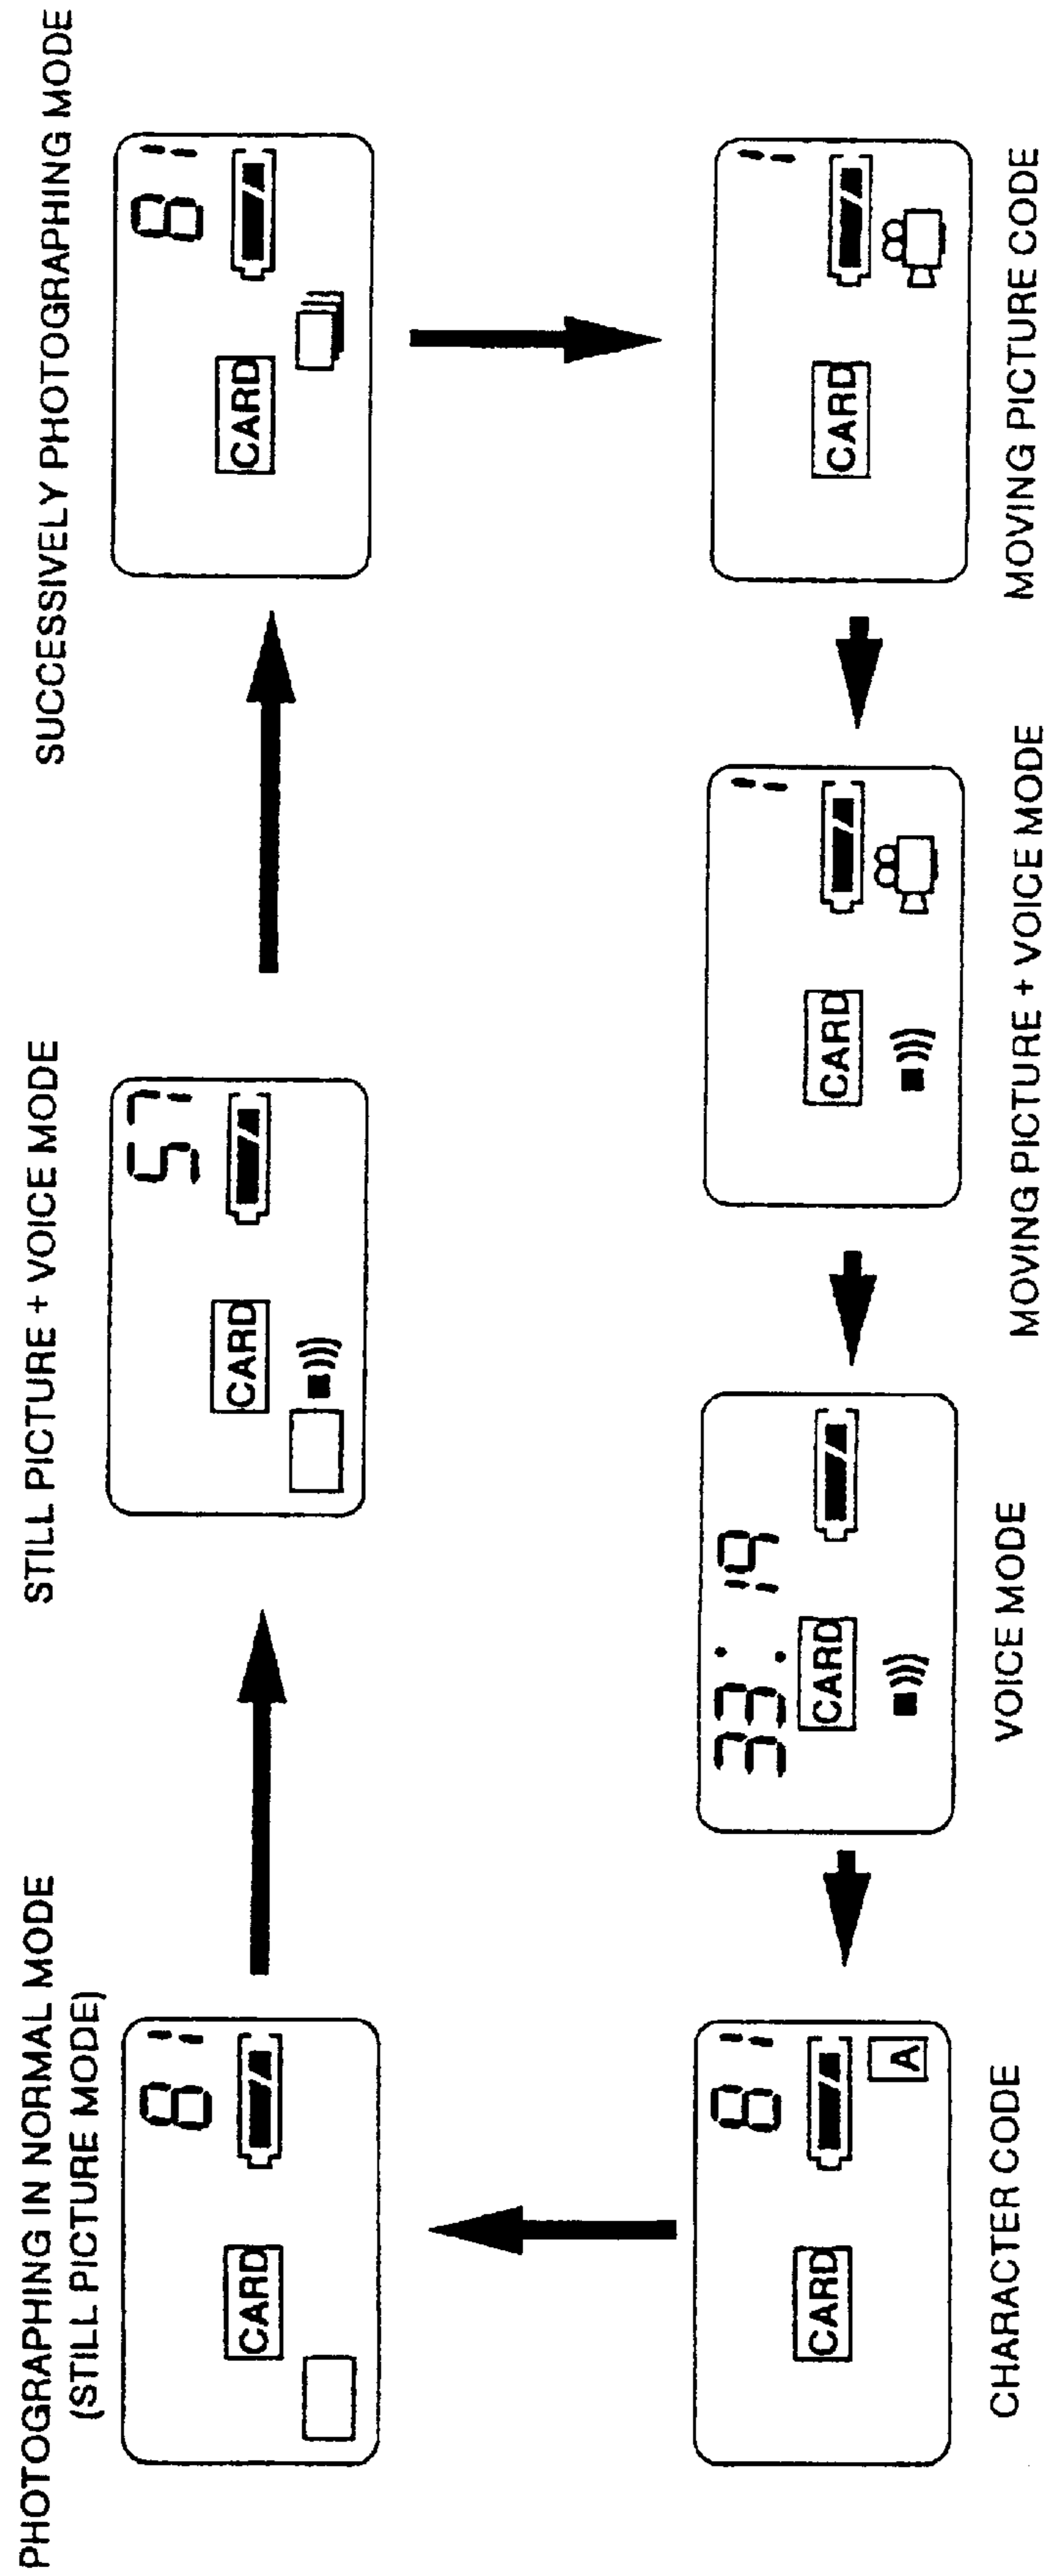 PHOTOGRAPHING IN NORMAL MODE
(STILL PICTURE MODE)
81
CARD
STILL PICTURE + VOICE MODE
57
CARD
SUCCESSIVELY PHOTOGRAPHING MODE
81
CARD
81
CARD
A
CHARACTER CODE
33:19
CARD
VOICE MODE
1
CARD
MOVING PICTURE + VOICE MODE
1
CARD
MOVING PICTURE CODE